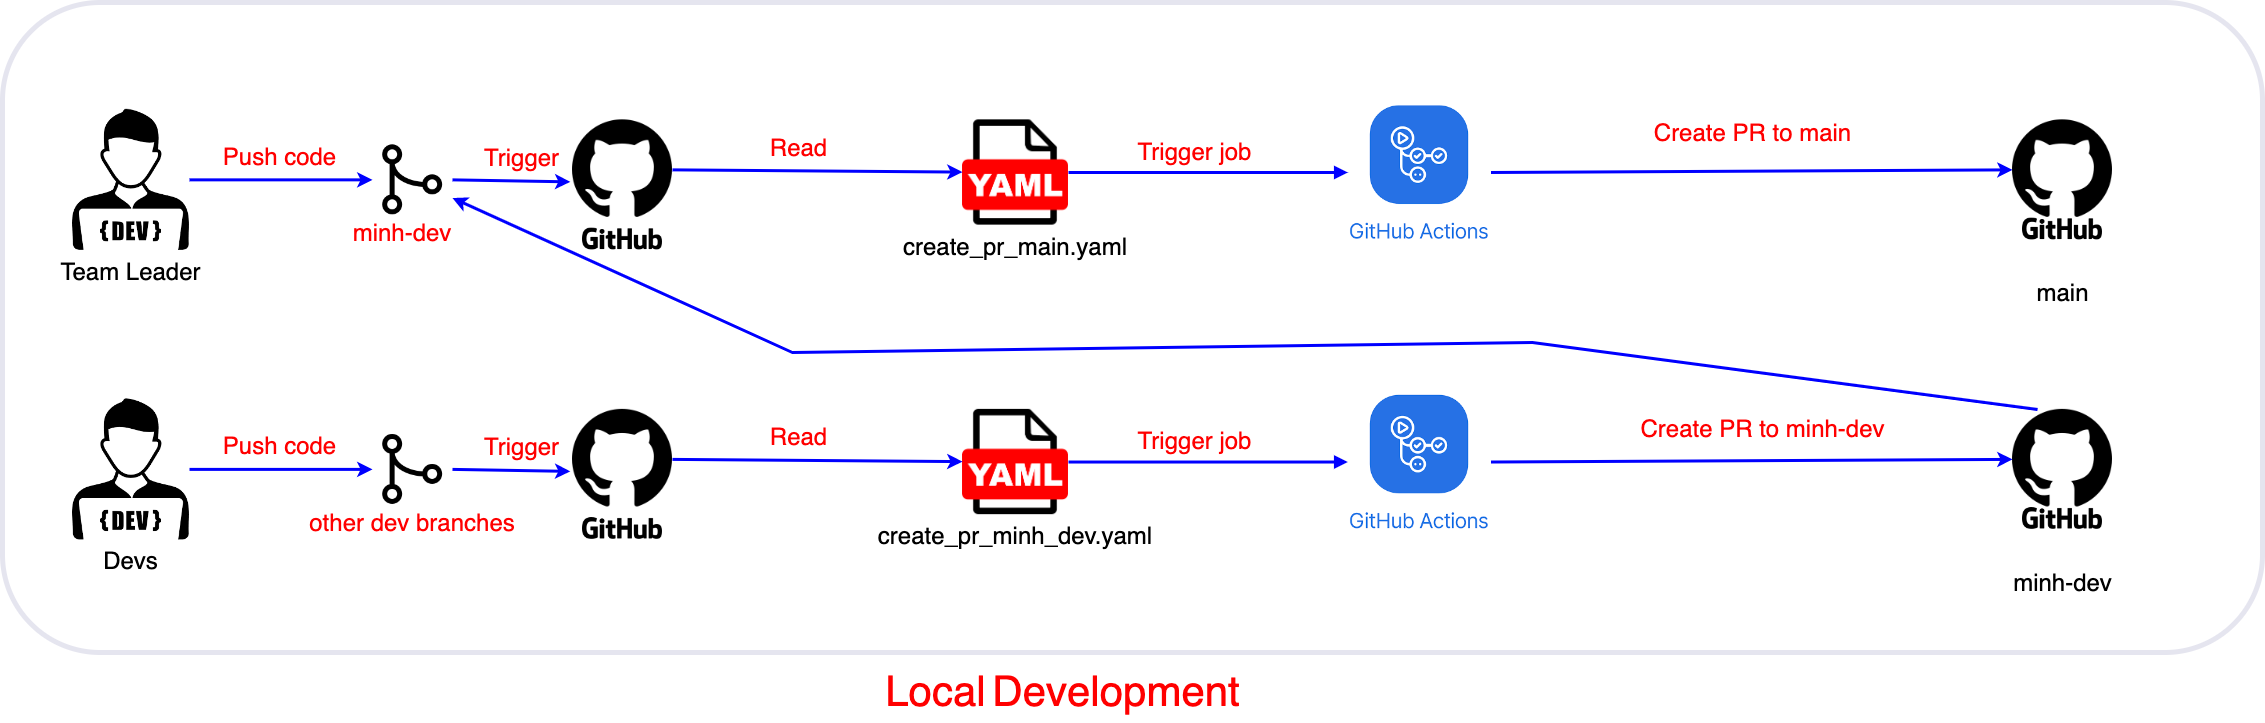 Push code
Trigger
Read
Trigger job
Create PR to main
YAML
{DEV}
minh-dev
GitHub
create_pr_main.yaml
GitHub Actions
GitHub
Team Leader
main
Push code
Trigger
Read
Trigger job
Create PR to minh-dev
YAML
{DEV}
other dev branches
GitHub
create_pr_minh_dev.yaml
GitHub Actions
GitHub
Devs
minh-dev
Local Development